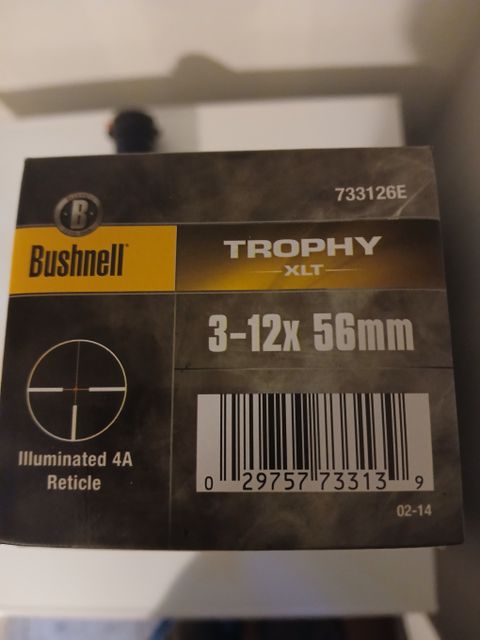 733126E
B
Bushnell
TROPHY
XLT
3-12x 56mm
Illuminated 4A
Reticle
0 29757 73313 9
02-14